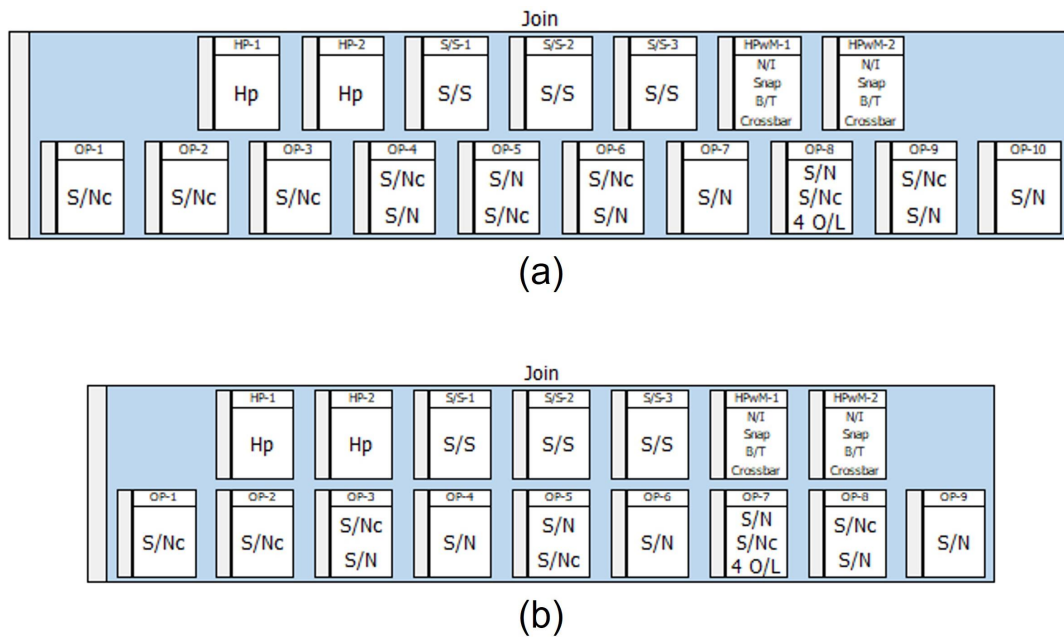 Join
HP-1 HP-2 S/S-1 S/S-2 S/S-3 HPwM-1 HPwM-2
Hp Hp S/S S/S S/S N/I N/I
Snap Snap
B/T B/T
Crossbar Crossbar
OP-1 OP-2 OP-3 OP-4 OP-5 OP-6 OP-7 OP-8 OP-9 OP-10
S/Nc S/Nc S/Nc S/Nc S/N S/Nc S/N S/N S/Nc S/N
S/N S/Nc S/N S/Nc S/N
4 O/L
(a)
Join
HP-1 HP-2 S/S-1 S/S-2 S/S-3 HPwM-1 HPwM-2
Hp Hp S/S S/S S/S N/I N/I
Snap Snap
B/T B/T
Crossbar Crossbar
OP-1 OP-2 OP-3 OP-4 OP-5 OP-6 OP-7 OP-8 OP-9
S/Nc S/Nc S/Nc S/N S/N S/N S/N S/Nc S/N
S/N S/Nc S/Nc S/N
4 O/L
(b)